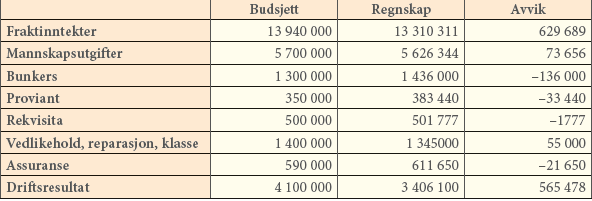 Budsjett Regnskap Avvik
Fraktinntekter 13 940 000 13 310 311 629 689
Mannskapsutgifter 5 700 000 5 626 344 73 656
Bunkers 1 300 000 1 436 000 –136 000
Proviant 350 000 383 440 –33 440
Rekvisita 500 000 501 777 –1777
Vedlikehold, reparasjon, klasse 1 400 000 1 345000 55 000
Assuranse 590 000 611 650 –21 650
Driftsresultat 4 100 000 3 406 100 565 478